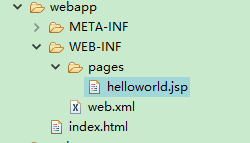 webapp
META-INF
WEB-INF
pages
helloworld.jsp
web.xml
index.html